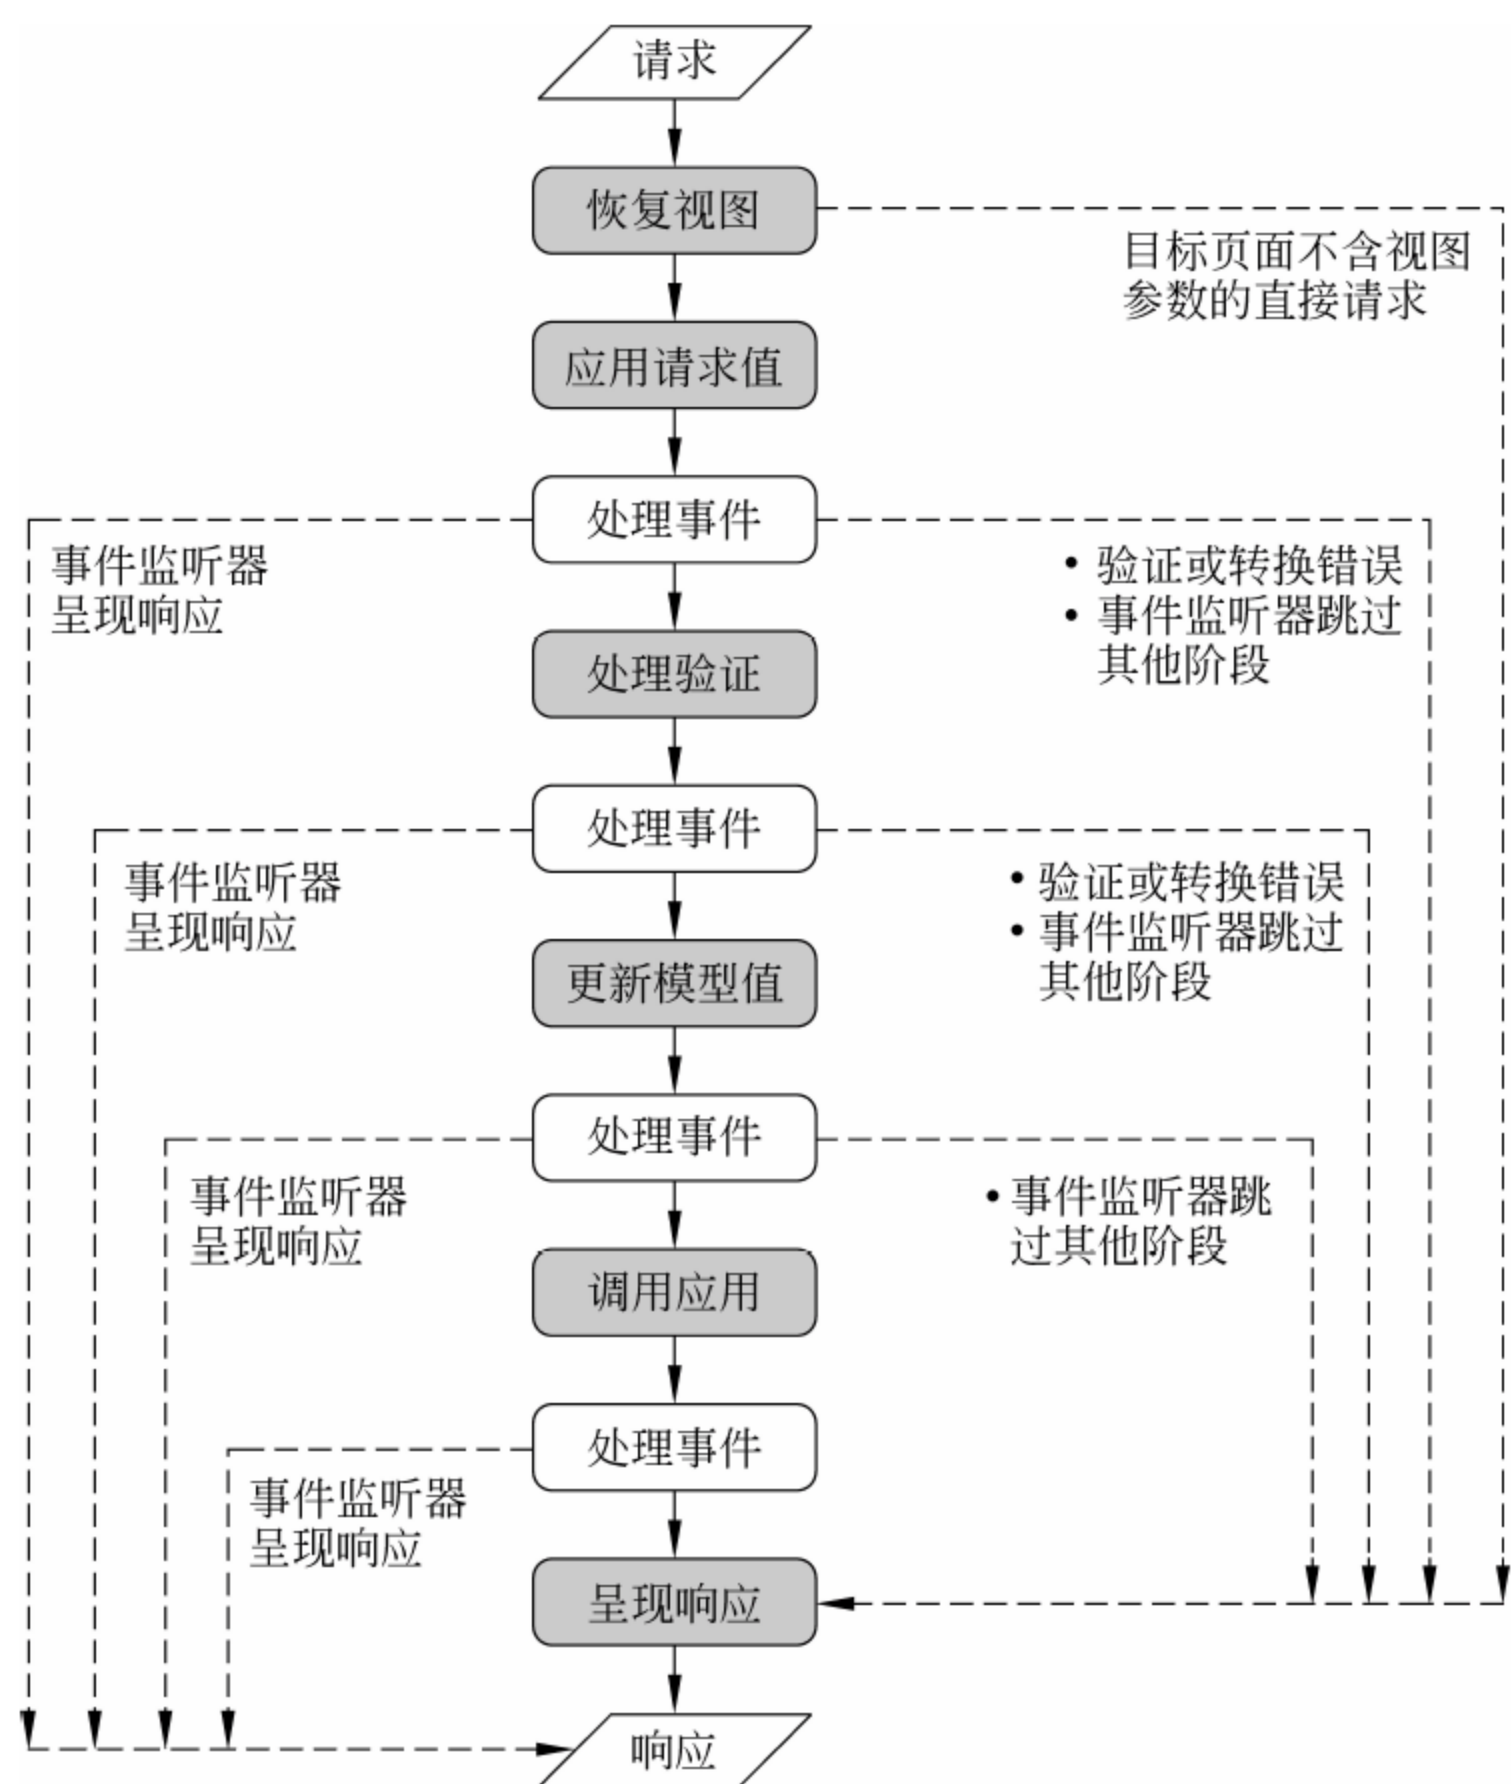 请求
恢复视图
目标页面不含视图
参数的直接请求
应用请求值
处理事件
事件监听器
呈现响应
• 验证或转换错误
• 事件监听器跳过
其他阶段
处理验证
处理事件
事件监听器
呈现响应
• 验证或转换错误
• 事件监听器跳过
其他阶段
更新模型值
处理事件
事件监听器
呈现响应
• 事件监听器跳
过其他阶段
调用应用
处理事件
事件监听器
呈现响应
呈现响应
响应